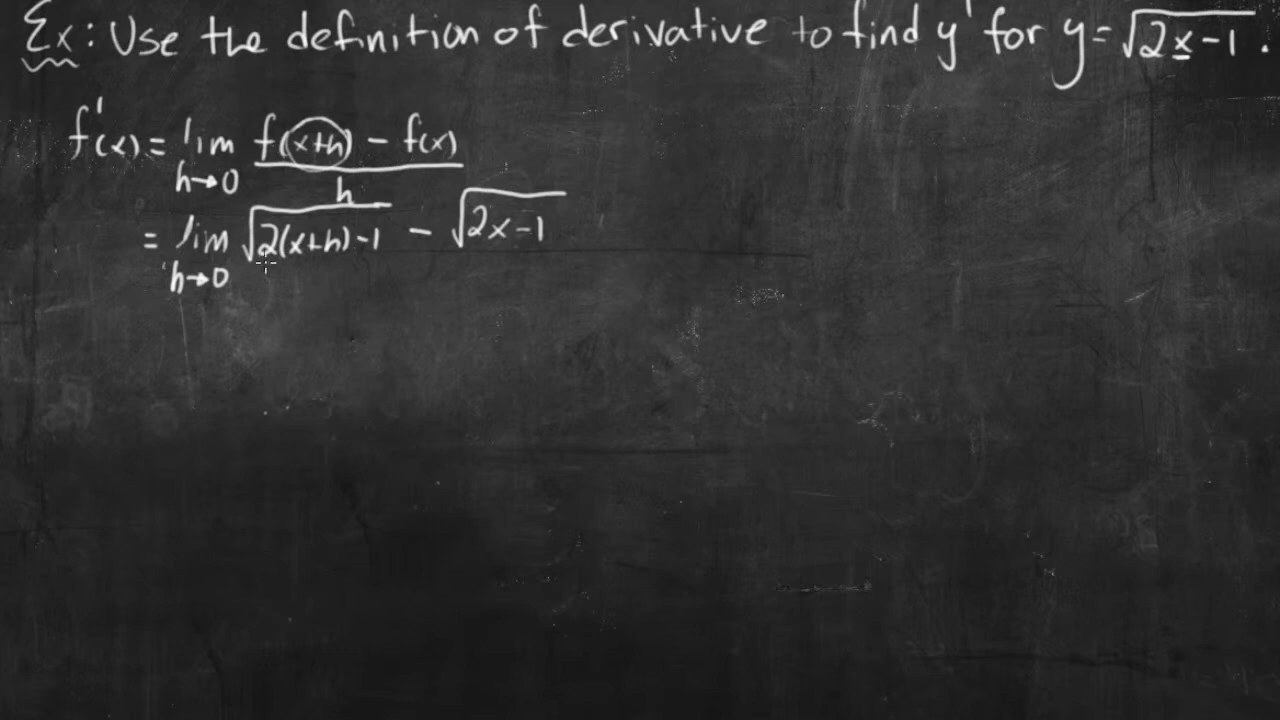 Ex: Use the definition of derivative to find y' for y=√2x-1.
f'(x) = lim h→0 f(x+h) - f(x) / h
= lim h→0 √2(x+h)-1 - √2x-1